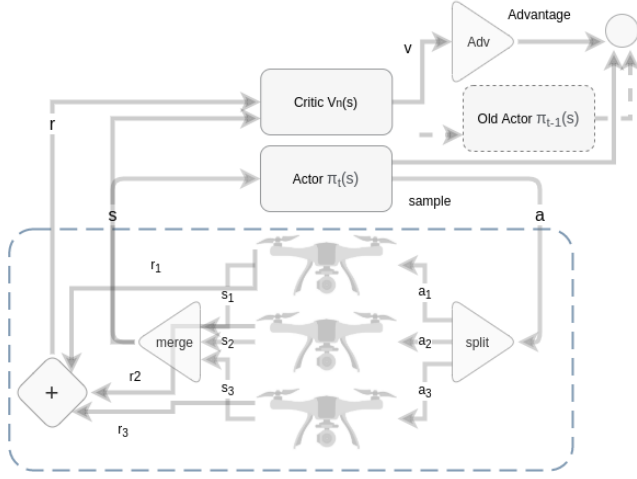 Advantage
Adv
v
Critic Vn(s)
r
Old Actor πt-1(s)
Actor πt(s)
sample
s
a
r1
s1
a1
merge
s2
a2
split
r2
s3
a3
+
r3